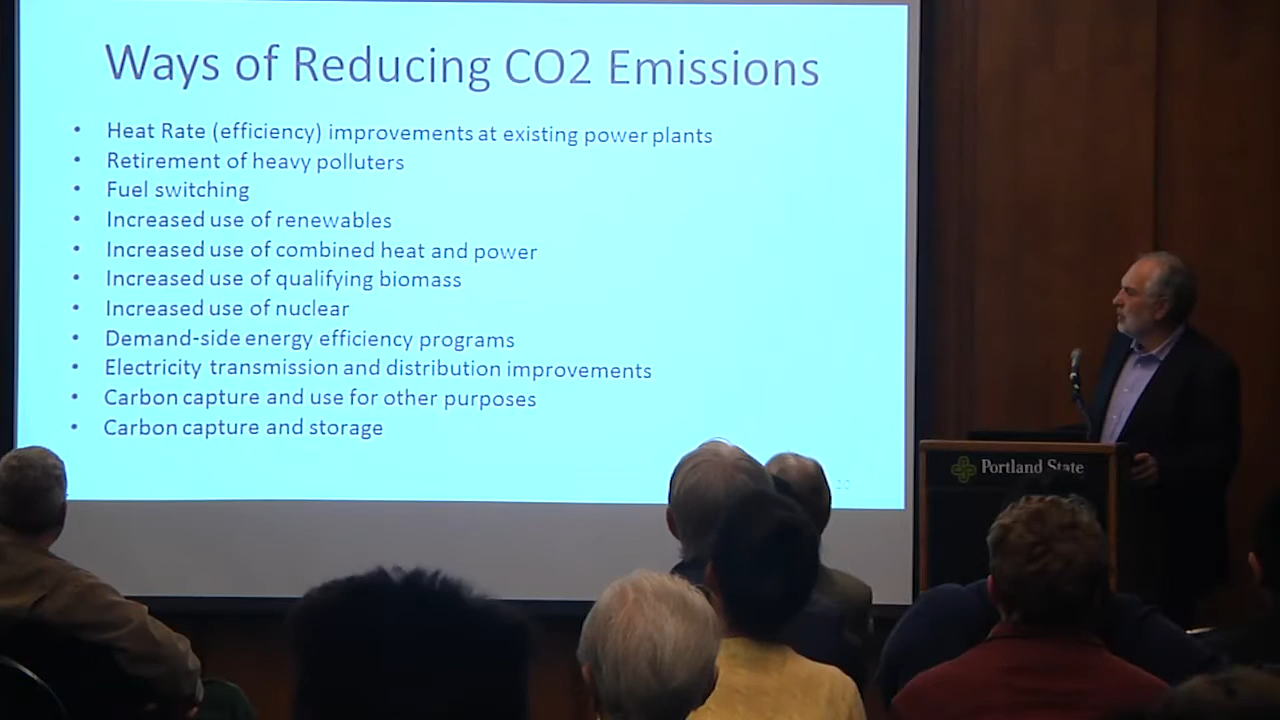 Ways of Reducing CO2 Emissions
• Heat Rate (efficiency) improvements at existing power plants
• Retirement of heavy polluters
• Fuel switching
• Increased use of renewables
• Increased use of combined heat and power
• Increased use of qualifying biomass
• Increased use of nuclear
• Demand-side energy efficiency programs
• Electricity transmission and distribution improvements
• Carbon capture and use for other purposes
• Carbon capture and storage
Portland State